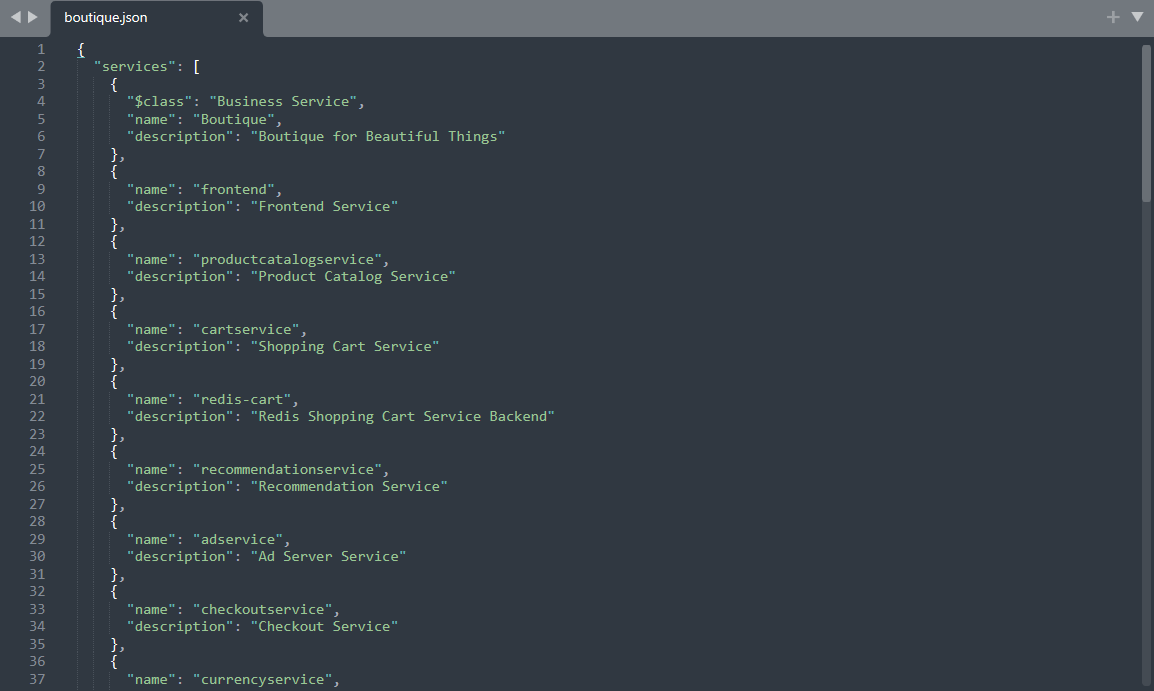 boutique.json
1 {
2 "services": [
3 {
4 "$class": "Business Service",
5 "name": "Boutique",
6 "description": "Boutique for Beautiful Things"
7 },
8 {
9 "name": "frontend",
10 "description": "Frontend Service"
11 },
12 {
13 "name": "productcatalogservice",
14 "description": "Product Catalog Service"
15 },
16 {
17 "name": "cartservice",
18 "description": "Shopping Cart Service"
19 },
20 {
21 "name": "redis-cart",
22 "description": "Redis Shopping Cart Service Backend"
23 },
24 {
25 "name": "recommendationservice",
26 "description": "Recommendation Service"
27 },
28 {
29 "name": "adservice",
30 "description": "Ad Server Service"
31 },
32 {
33 "name": "checkoutservice",
34 "description": "Checkout Service"
35 },
36 {
37 "name": "currencyservice",